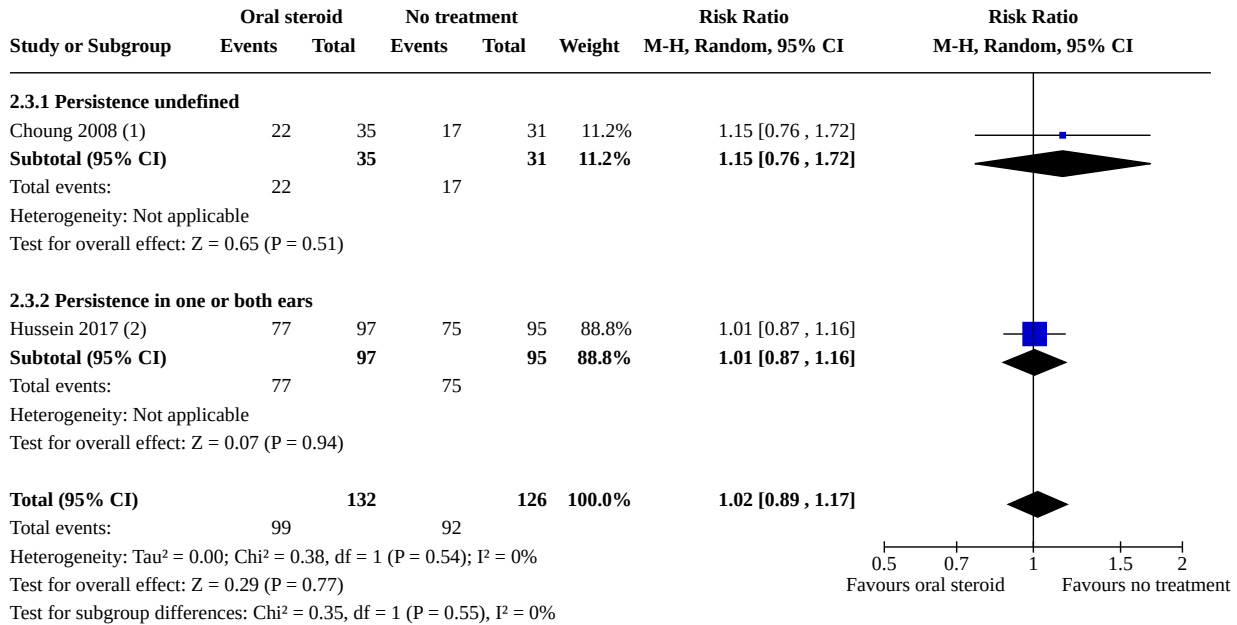 Oral steroid No treatment Risk Ratio Risk Ratio
Study or Subgroup Events Total Events Total Weight M-H, Random, 95% CI M-H, Random, 95% CI
2.3.1 Persistence undefined
Choung 2008 (1) 22 35 17 31 11.2% 1.15 [0.76 , 1.72]
Subtotal (95% CI) 35 31 11.2% 1.15 [0.76 , 1.72]
Total events: 22 17
Heterogeneity: Not applicable
Test for overall effect: Z = 0.65 (P = 0.51)
2.3.2 Persistence in one or both ears
Hussein 2017 (2) 77 97 75 95 88.8% 1.01 [0.87 , 1.16]
Subtotal (95% CI) 97 95 88.8% 1.01 [0.87 , 1.16]
Total events: 77 75
Heterogeneity: Not applicable
Test for overall effect: Z = 0.07 (P = 0.94)
Total (95% CI) 132 126 100.0% 1.02 [0.89 , 1.17]
Total events: 99 92
Heterogeneity: Tau² = 0.00; Chi² = 0.38, df = 1 (P = 0.54); I² = 0%
0.5 0.7 1 1.5 2
Test for overall effect: Z = 0.29 (P = 0.77) Favours oral steroid Favours no treatment
Test for subgroup differences: Chi² = 0.35, df = 1 (P = 0.55), I² = 0%